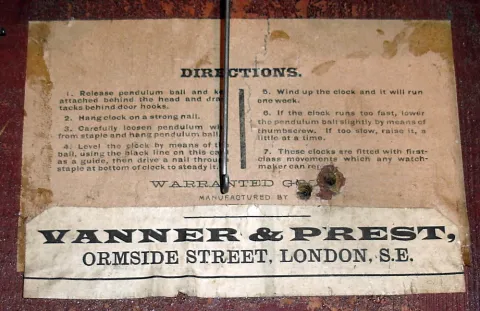 DIRECTIONS.
1. Release pendulum ball and
attached behind the head and
tacks behind door hooks.
2. Hang clock on a strong nail.
3. Carefully loosen pendulum
from staple and hang pendulum ball.
4. Level the clock by means of
ball, using the black line on this
as a guide, then drive a nail through
staple at bottom of clock to steady it.
5. Wind up the clock and it will run
one week.
6. If the clock runs too fast, lower
the pendulum ball slightly by means of
thumbscrew. If too slow, raise it, a
little at a time.
7. These clocks are fitted with first-
class movements which any watch-
maker can
WARRANTED
MANUFACTURED BY
VANNER & PREST,
ORMSIDE STREET, LONDON, S.E.